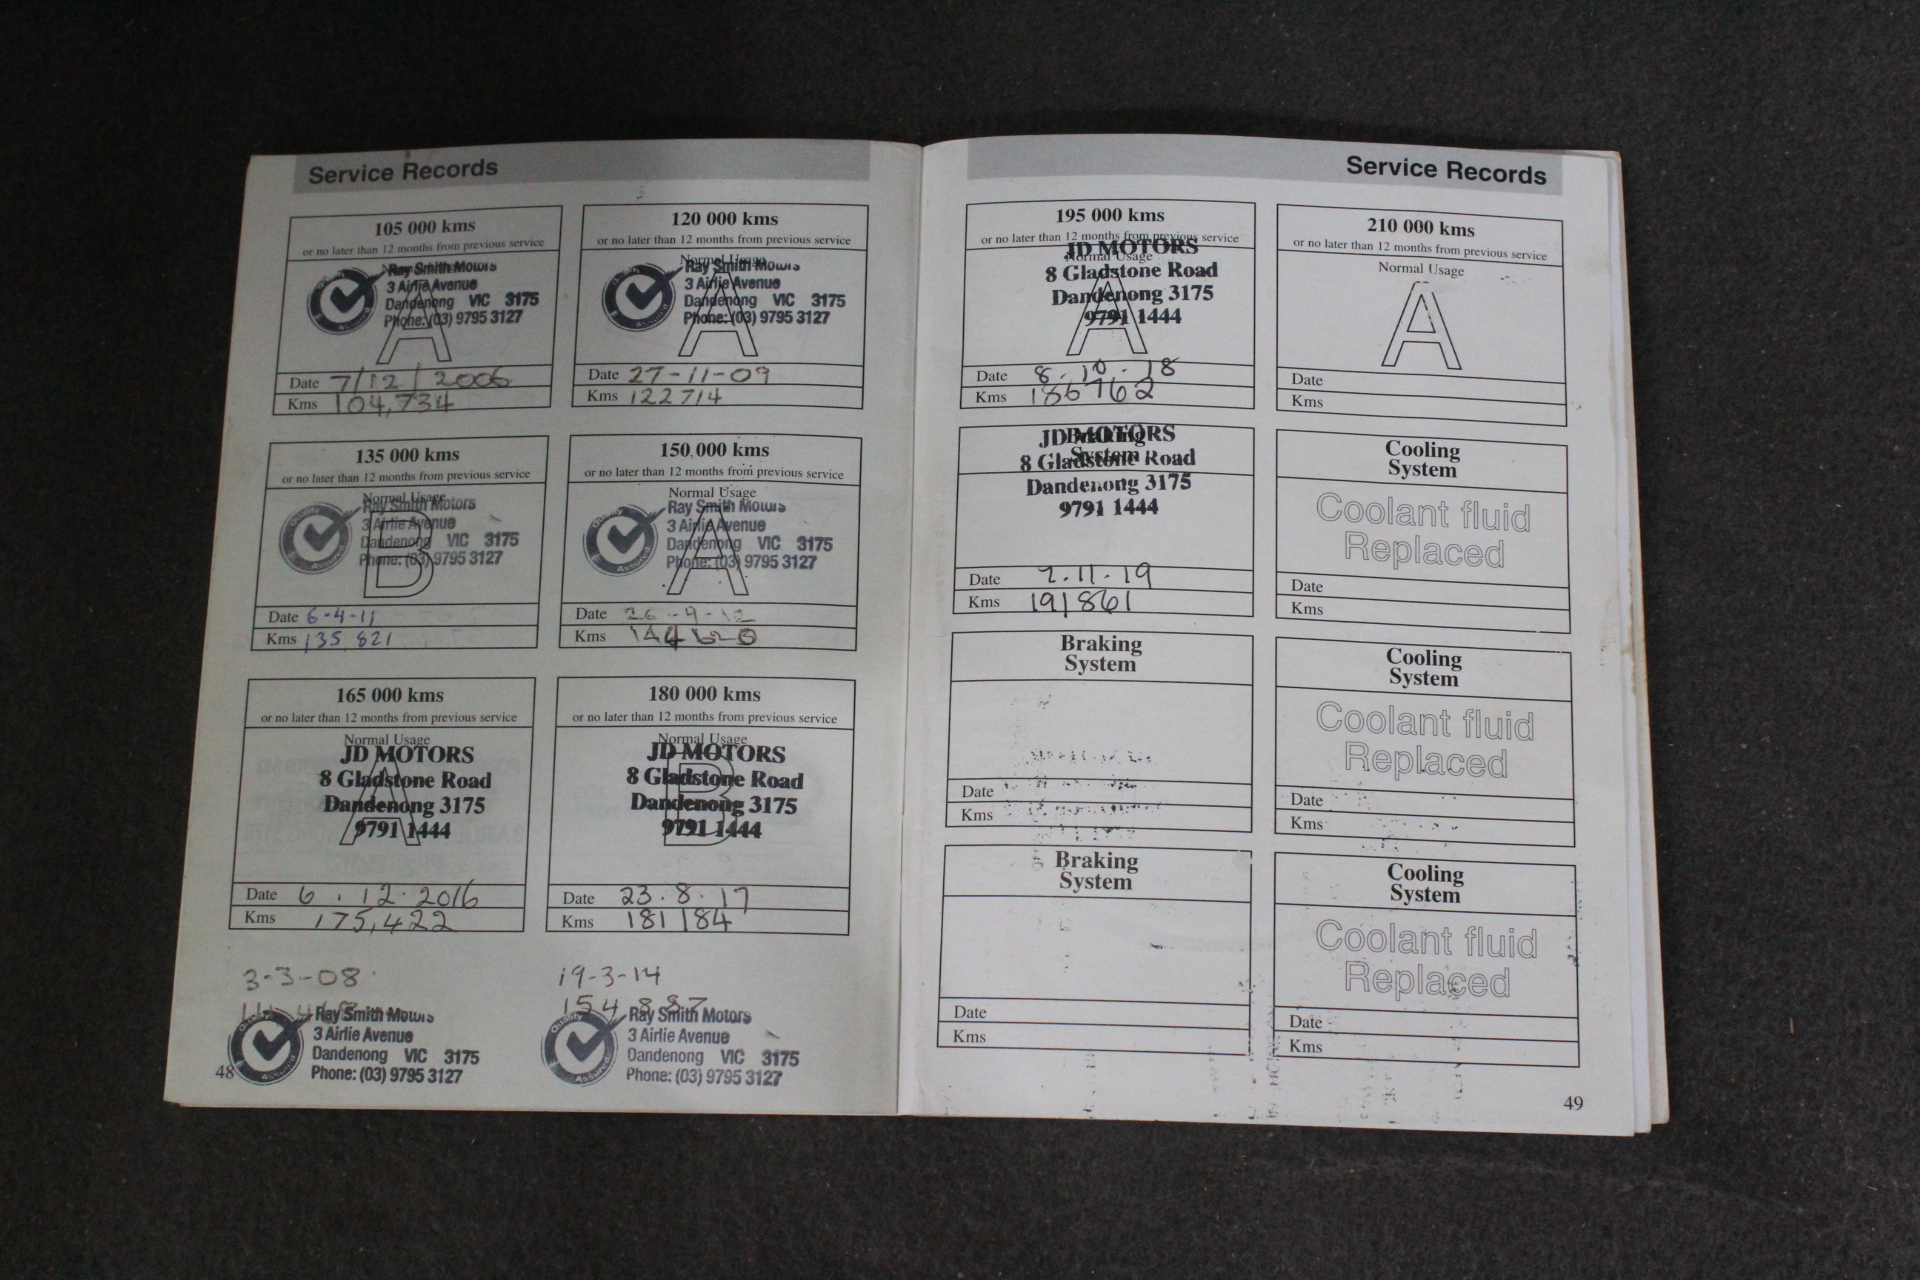 Service Records
105 000 kms
or no later than 12 months from previous service
Ray Smith Motors
3 Airlie Avenue
Dandenong VIC 3175
Phone: (03) 9795 3127
A
Date 7/12/2006
Kms 104,734
120 000 kms
or no later than 12 months from previous service
Normal Usage
Ray Smith Motors
3 Airlie Avenue
Dandenong VIC 3175
Phone: (03) 9795 3127
A
Date 27-11-09
Kms 122714
135 000 kms
or no later than 12 months from previous service
Normal Usage
Ray Smith Motors
3 Airlie Avenue
Dandenong VIC 3175
Phone: (03) 9795 3127
B
Date 6-4-11
Kms 135 821
150 000 kms
or no later than 12 months from previous service
Normal Usage
Ray Smith Motors
3 Airlie Avenue
Dandenong VIC 3175
Phone: (03) 9795 3127
A
Date 26-9-12
Kms
165 000 kms
or no later than 12 months from previous service
Normal Usage
JD MOTORS
8 Gladstone Road
Dandenong 3175
9791 1444
A
Date 6.12.2016
Kms 175,422
180 000 kms
or no later than 12 months from previous service
Normal Usage
JD MOTORS
8 Gladstone Road
Dandenong 3175
9791 1444
B
Date 23.8.17
Kms 181184
3-3-08
Ray Smith Motors
3 Airlie Avenue
Dandenong VIC 3175
Phone: (03) 9795 3127
19-3-14
154 887
Ray Smith Motors
3 Airlie Avenue
Dandenong VIC 3175
Phone: (03) 9795 3127
48
Service Records
195 000 kms
or no later than 12 months from previous service
JD MOTORS
Normal Usage
8 Gladstone Road
Dandenong 3175
9791 1444
A
Date 8.10.18
Kms 186762
210 000 kms
or no later than 12 months from previous service
Normal Usage
A
Date
Kms
Braking
System
JD MOTORS
8 Gladstone Road
Dandenong 3175
9791 1444
Date 2.11.19
Kms 191861
Cooling
System
Coolant fluid
Replaced
Date
Kms
Braking
System
Date
Kms
Cooling
System
Coolant fluid
Replaced
Date
Kms
Braking
System
Date
Kms
Cooling
System
Coolant fluid
Replaced
Date
Kms
49